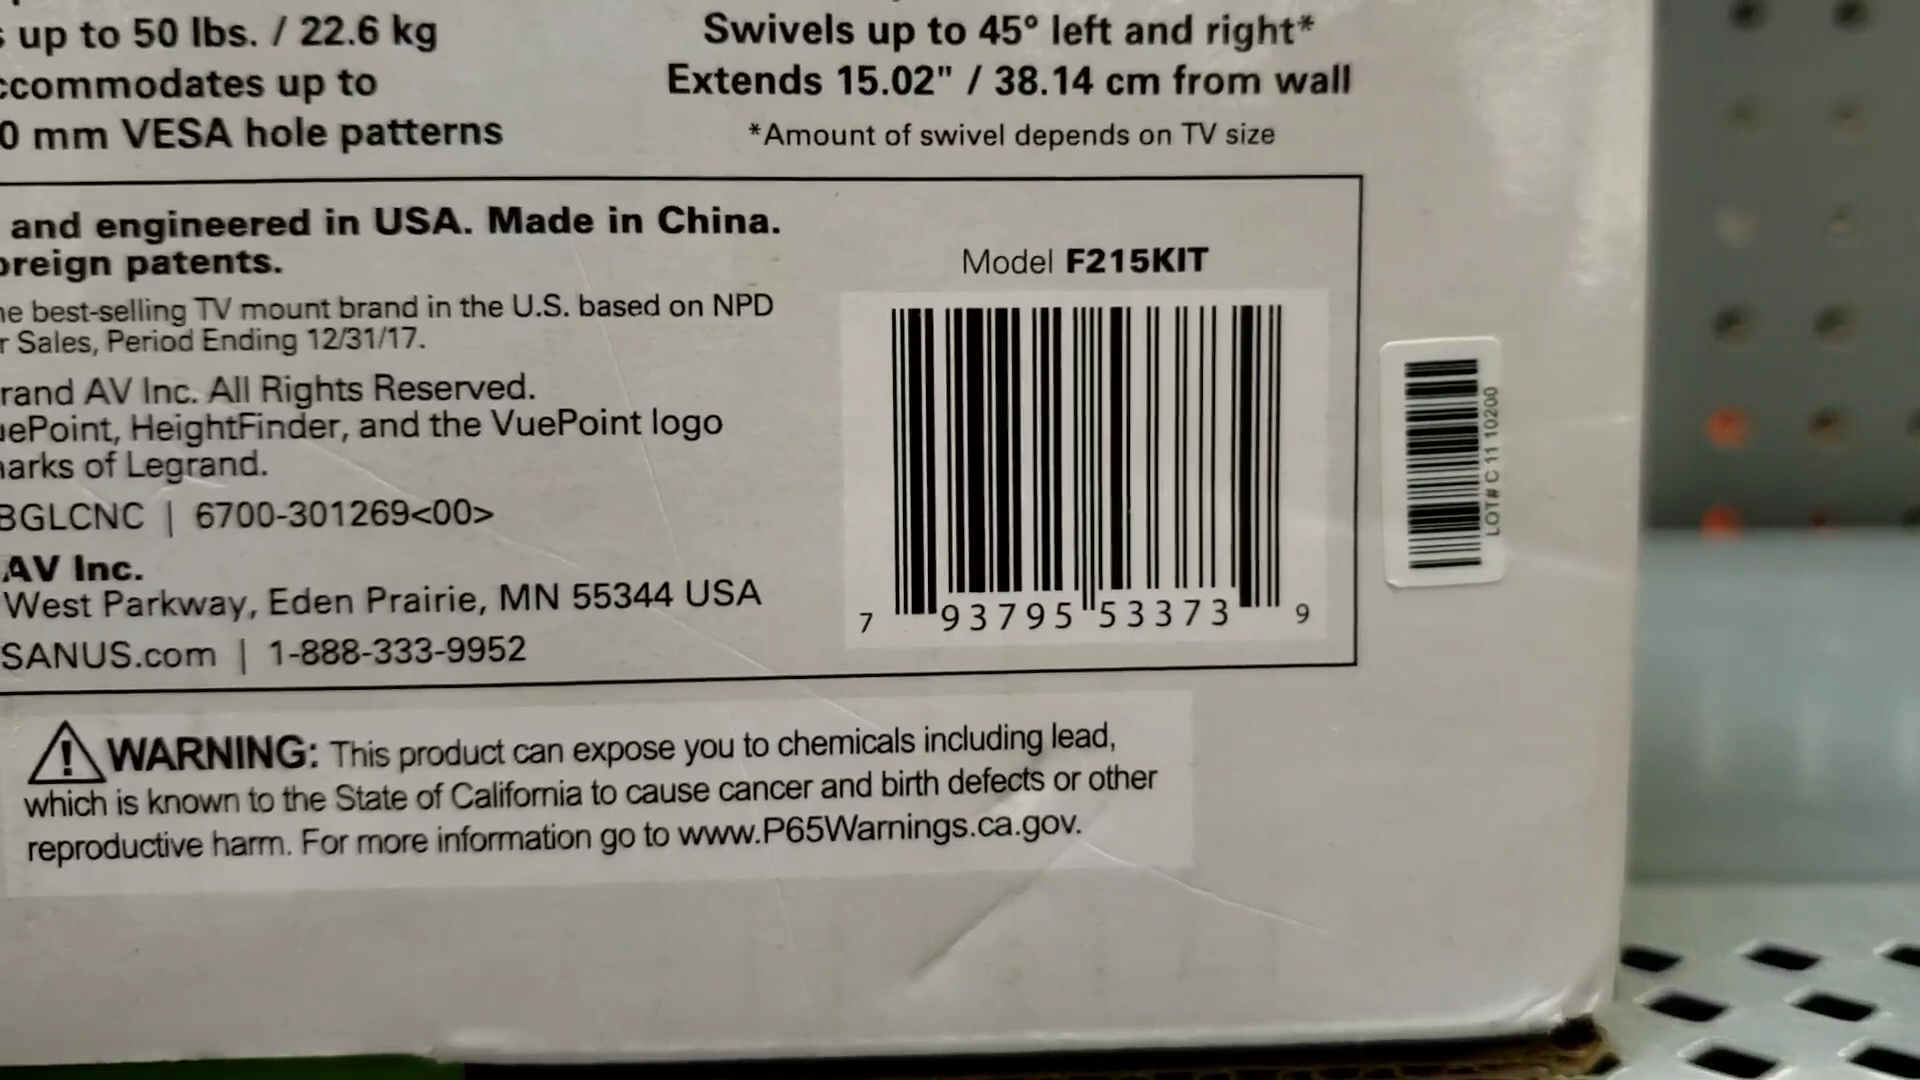 up to 50 lbs. / 22.6 kg
accommodates up to
0 mm VESA hole patterns
Swivels up to 45° left and right*
Extends 15.02" / 38.14 cm from wall
*Amount of swivel depends on TV size
and engineered in USA. Made in China.
foreign patents.
the best-selling TV mount brand in the U.S. based on NPD
Sales, Period Ending 12/31/17.
AV Inc. All Rights Reserved.
VuePoint, HeightFinder, and the VuePoint logo
marks of Legrand.
BGLCNC | 6700-301269<00>
AV Inc.
West Parkway, Eden Prairie, MN 55344 USA
SANUS.com | 1-888-333-9952
Model F215KIT
7 93795 53373 9
LOT# C 11 10200
WARNING: This product can expose you to chemicals including lead,
which is known to the State of California to cause cancer and birth defects or other
reproductive harm. For more information go to www.P65Warnings.ca.gov.